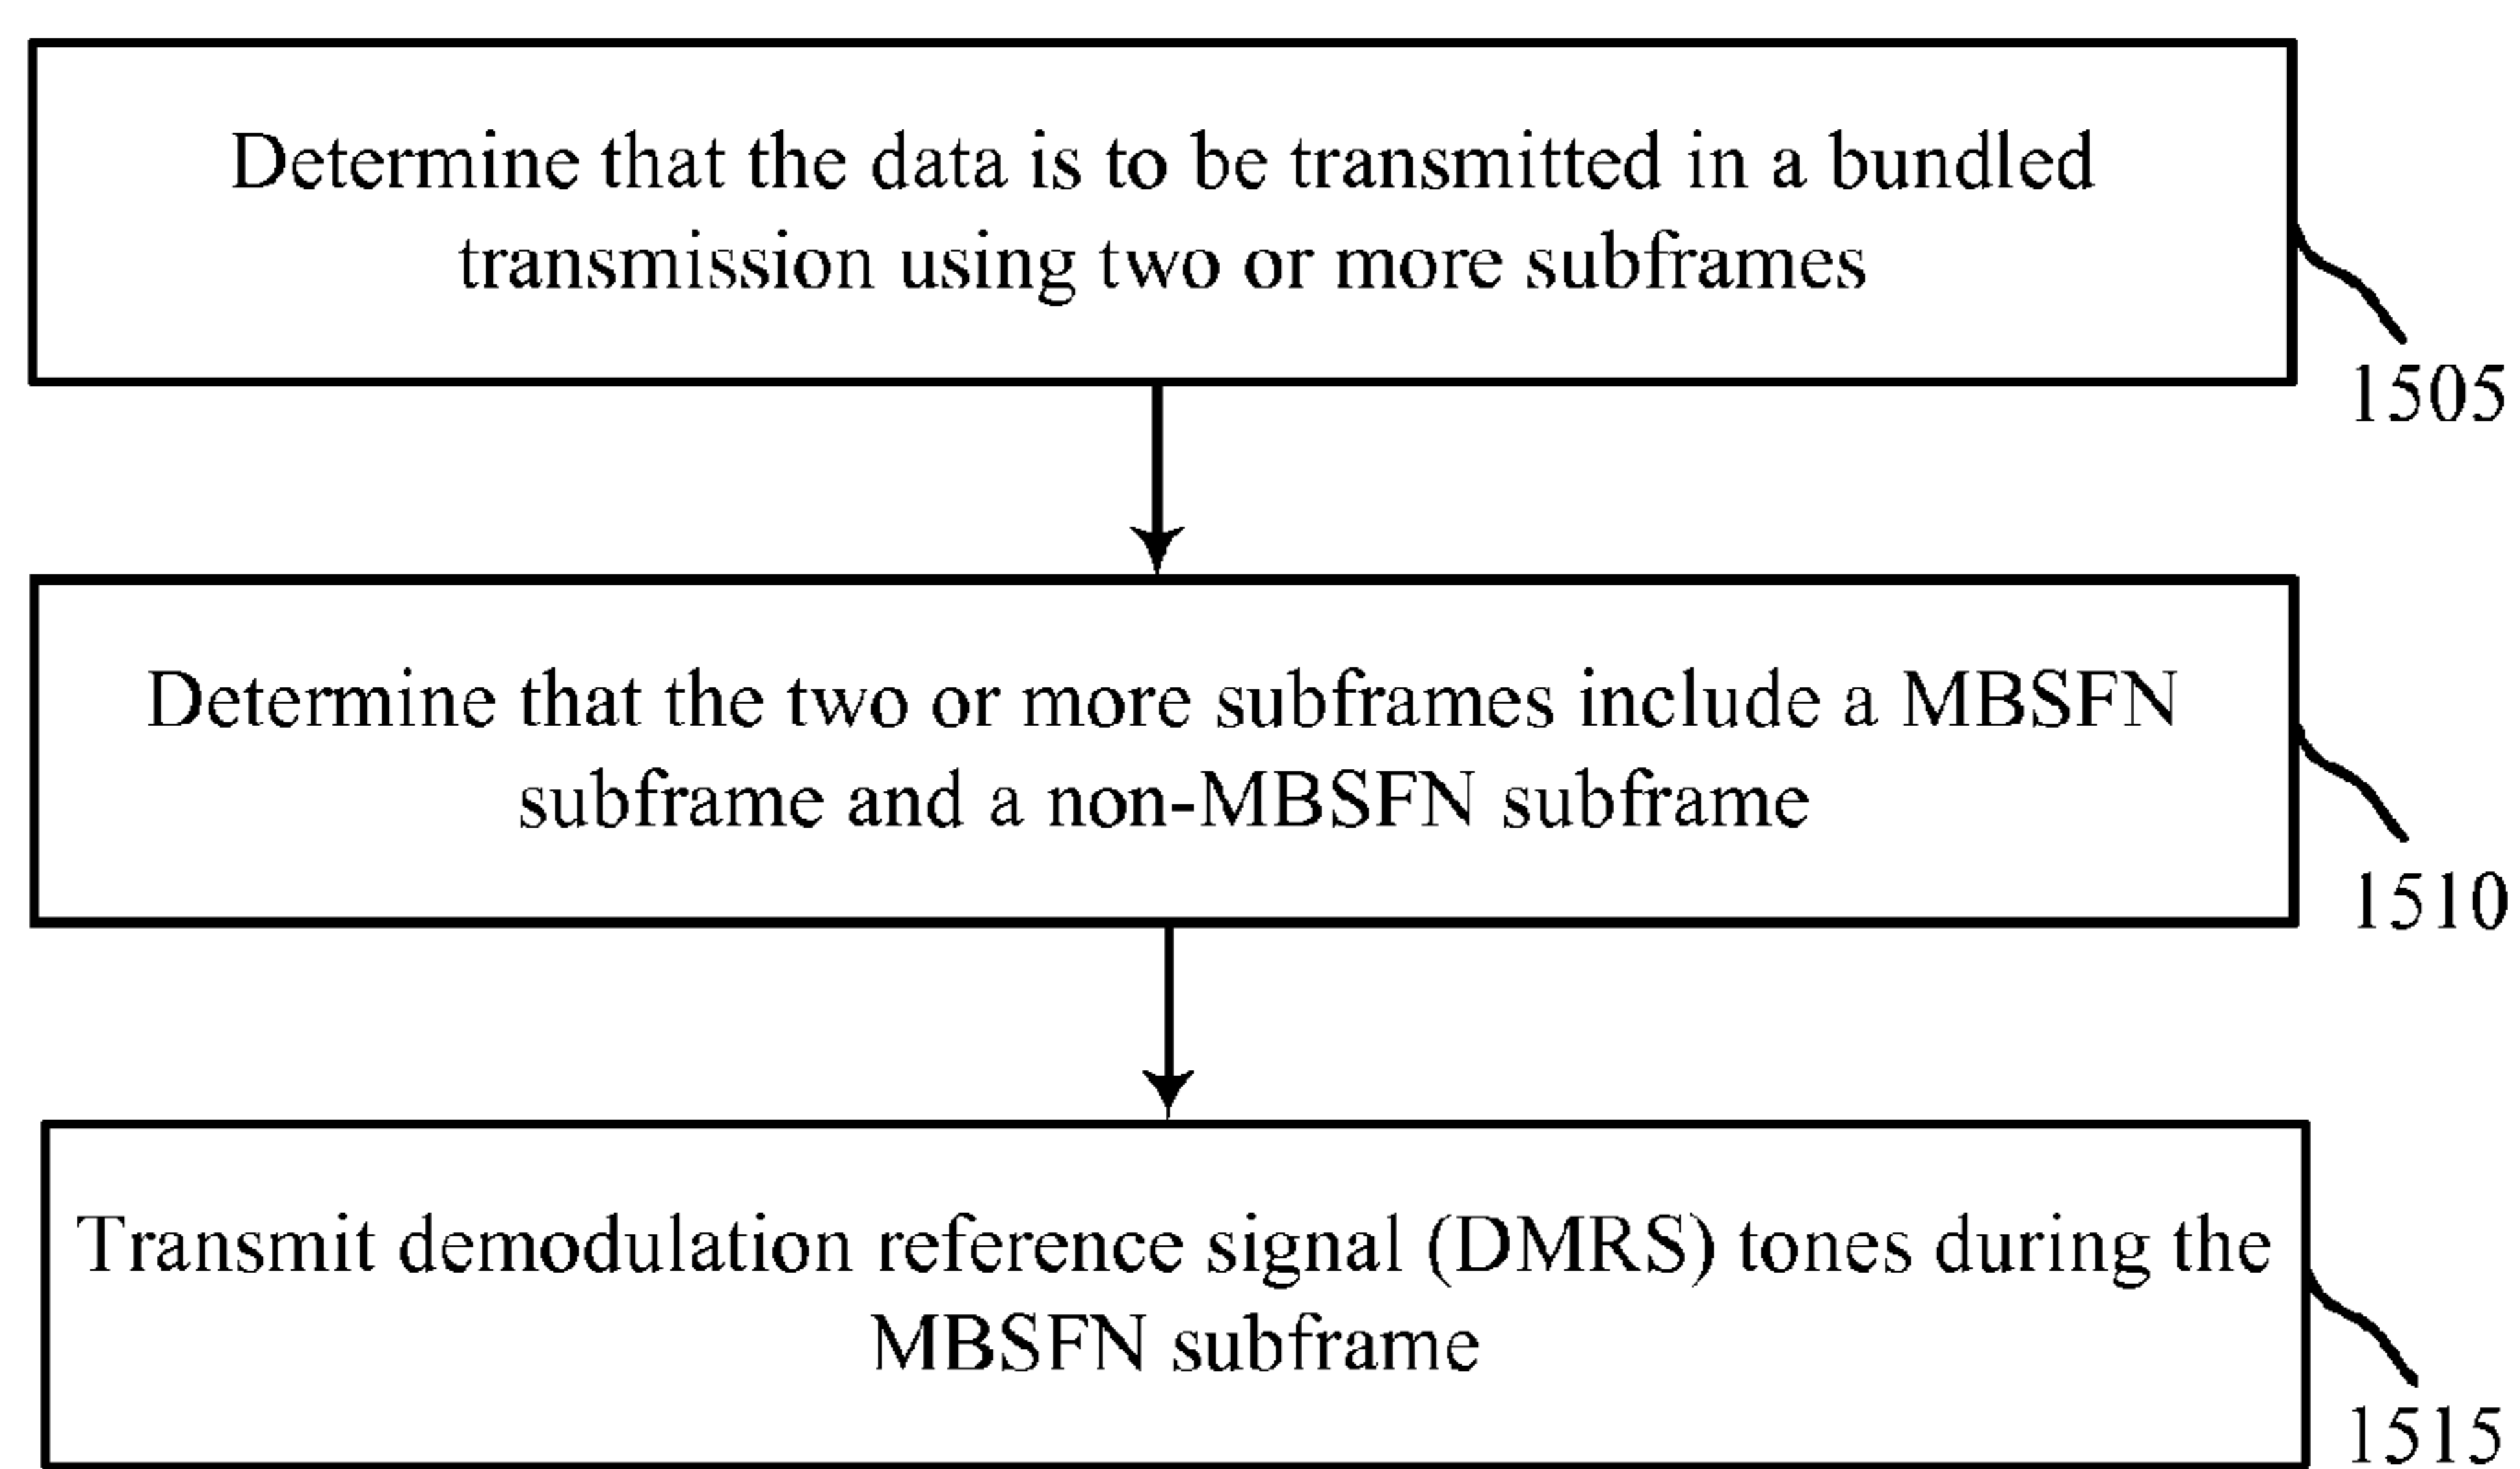 Determine that the data is to be transmitted in a bundled
transmission using two or more subframes
1505
Determine that the two or more subframes include a MBSFN
subframe and a non-MBSFN subframe
1510
Transmit demodulation reference signal (DMRS) tones during the
MBSFN subframe
1515